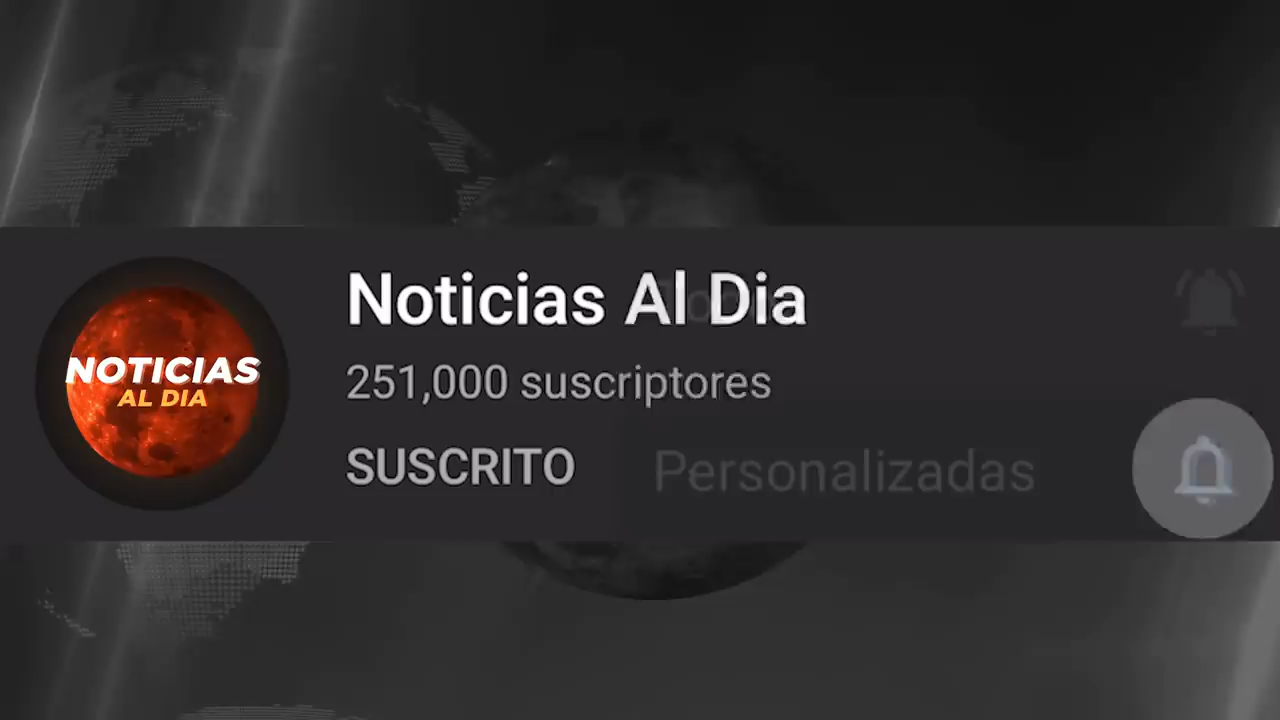 Noticias Al Dia
251,000 suscriptores
NOTICIAS
AL DIA
SUSCRITO
Personalizadas